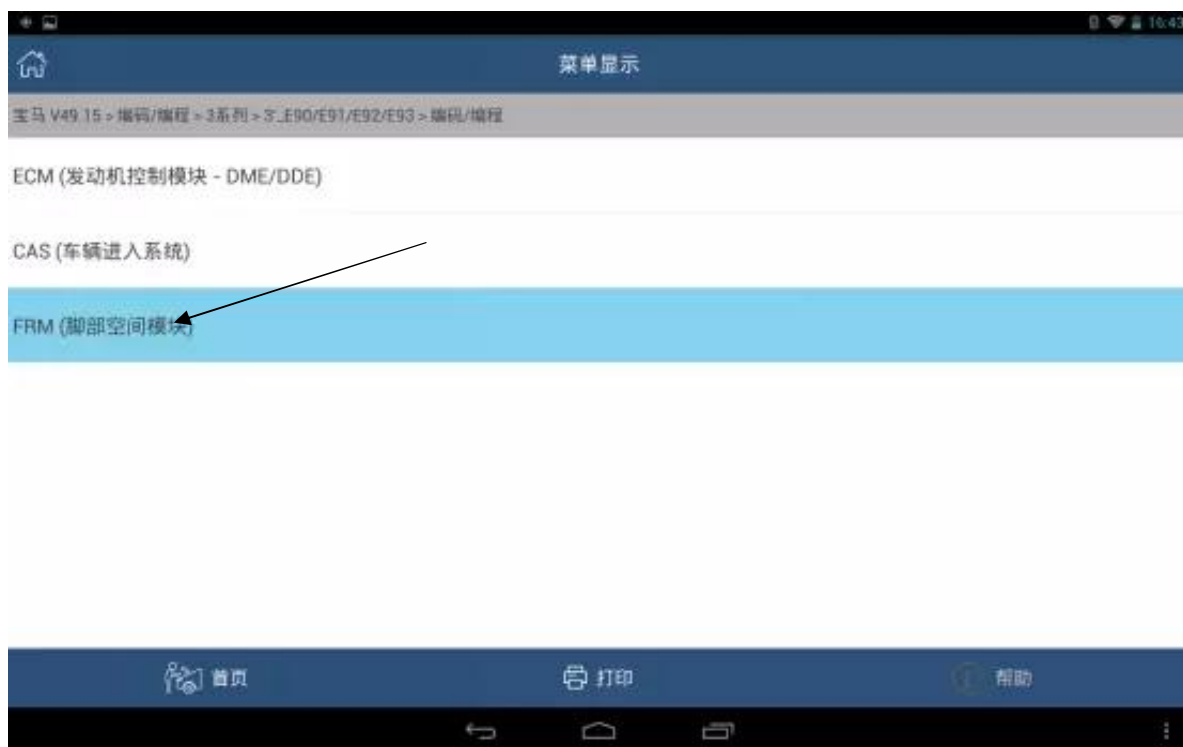 16:43
菜单显示
宝马 V49.15 > 编码/编程 > 3系列 > 3'_E90/E91/E92/E93 > 编码/编程
ECM (发动机控制模块 - DME/DDE)
CAS (车辆进入系统)
FRM (脚部空间模块)
首页 打印 帮助